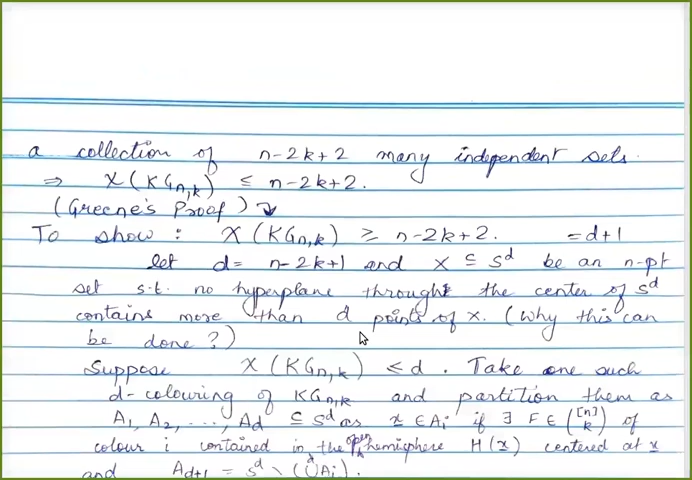 a collection of n-2k+2 many independent sets.
⇒ χ(KG_{n,k}) ≤ n-2k+2.
(Greene's Proof) ↘
To show : χ(KG_{n,k}) ≥ n-2k+2. = d+1
let d = n-2k+1 and X ⊆ S^d be an n-pt
set s.t. no hyperplane through the center of S^d
contains more than d points of X. (Why this can
be done?)
Suppose χ(KG_{n,k}) ≤ d. Take one such
d-colouring of KG_{n,k} and partition them as
A_1, A_2, ..., A_d ⊆ S^d as x ∈ A_i if ∃ F ∈ ([n] k) of
colour i contained in the open hemisphere H(x) centered at x
and A_{d+1} = S^d \ (∪^d A_i).